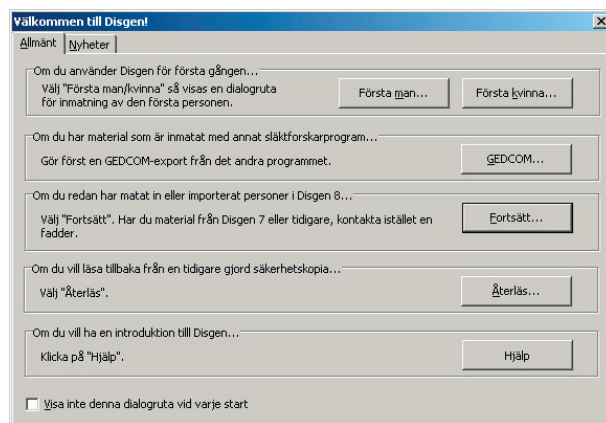 Välkommen till Disgen!
Allmänt Nyheter
Om du använder Disgen för första gången...
Välj "Första man/kvinna" så visas en dialogruta
för inmatning av den första personen.
Första man... Första kvinna...
Om du har material som är inmatat med annat släktforskarprogram...
Gör först en GEDCOM-export från det andra programmet.
GEDCOM...
Om du redan har matat in eller importerat personer i Disgen 8...
Välj "Fortsätt". Har du material från Disgen 7 eller tidigare, kontakta istället en
fadder.
Fortsätt...
Om du vill läsa tillbaka från en tidigare gjord säkerhetskopia...
Välj "Återläs".
Återläs...
Om du vill ha en introduktion tilll Disgen...
Klicka på "Hjälp".
Hjälp
Visa inte denna dialogruta vid varje start